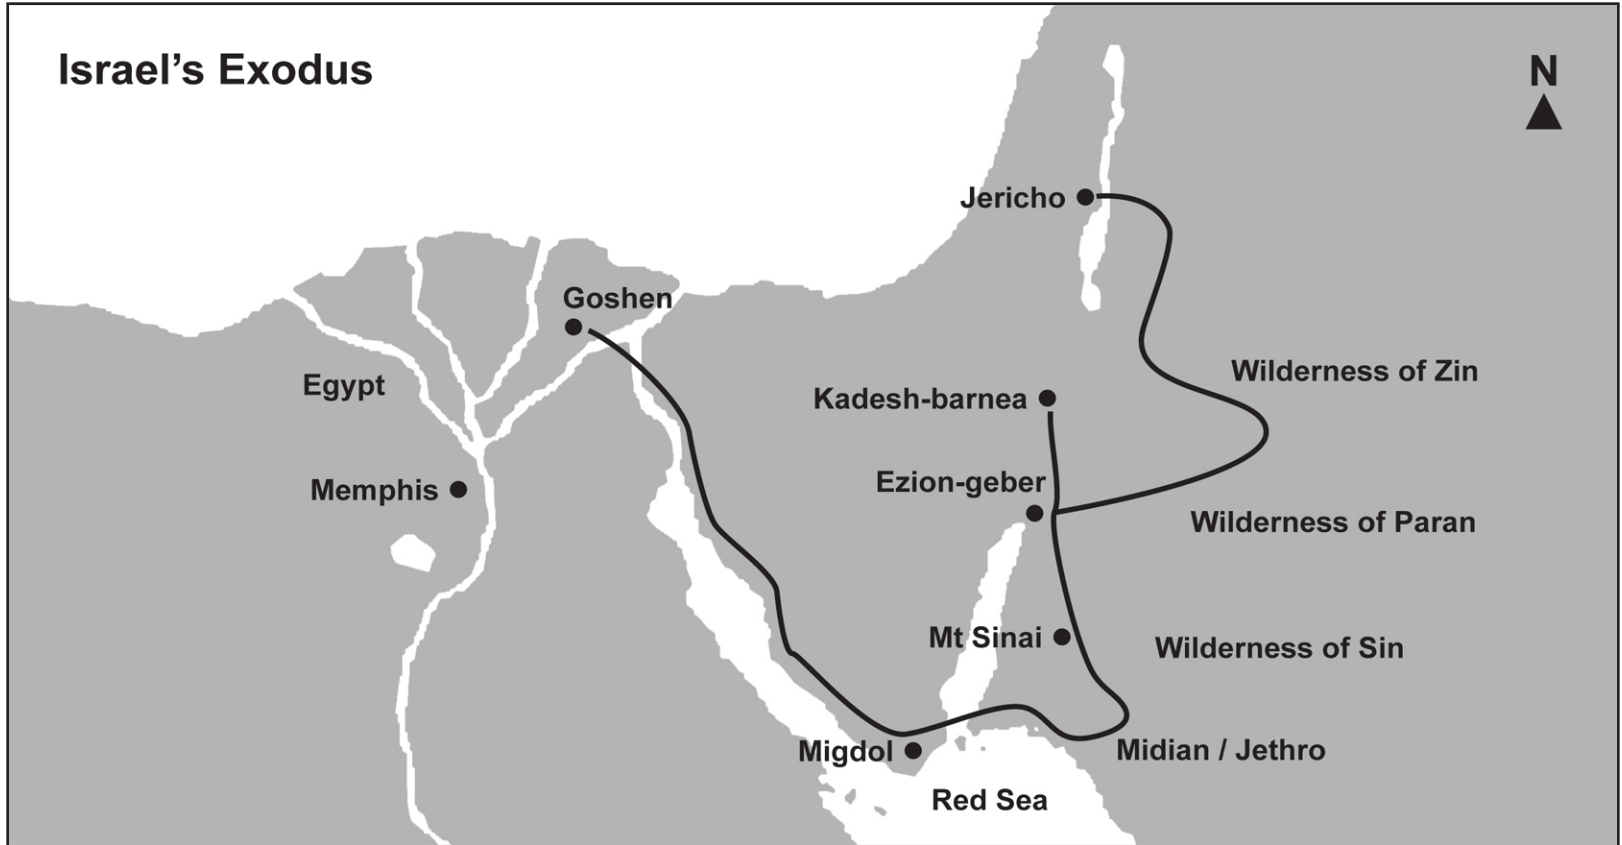 Israel’s Exodus
N
Jericho
Goshen
Egypt
Wilderness of Zin
Kadesh-barnea
Memphis
Ezion-geber
Wilderness of Paran
Mt Sinai
Wilderness of Sin
Migdol
Midian / Jethro
Red Sea